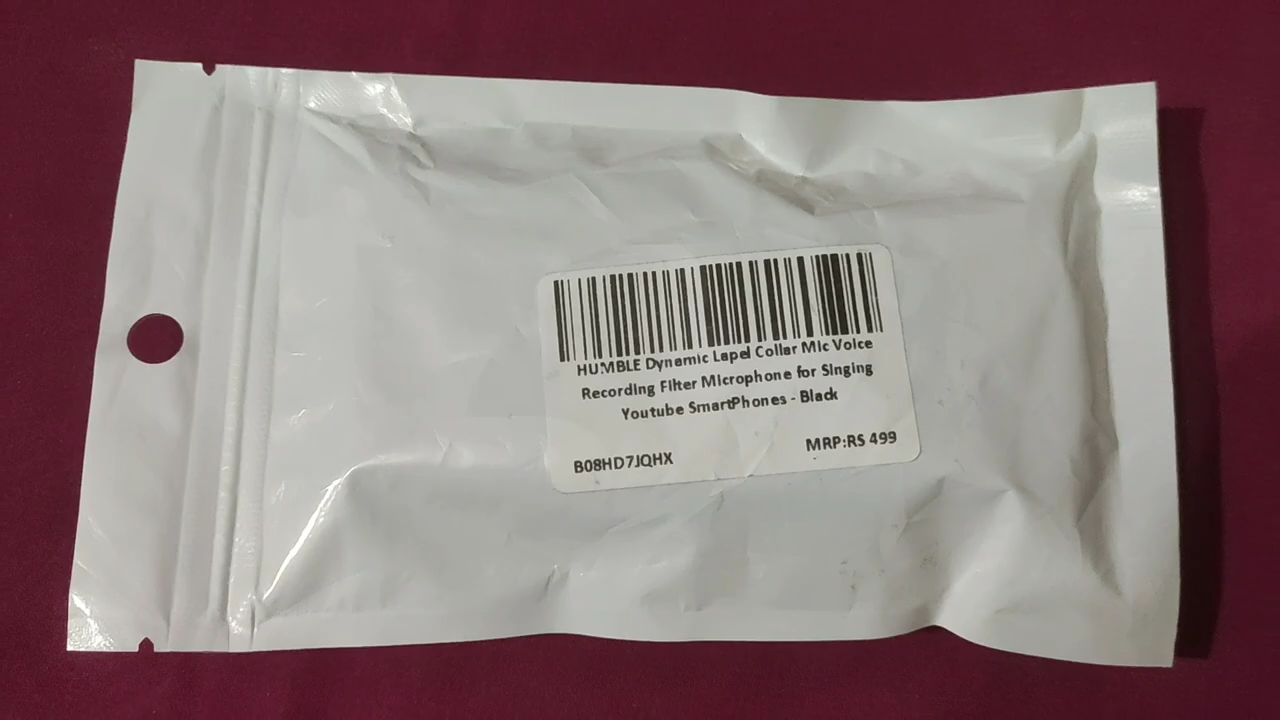 HUMBLE Dynamic Lapel Collar Mic Voice
Recording Filter Microphone for Singing
Youtube SmartPhones - Black
B08HD7JQHX MRP:RS 499